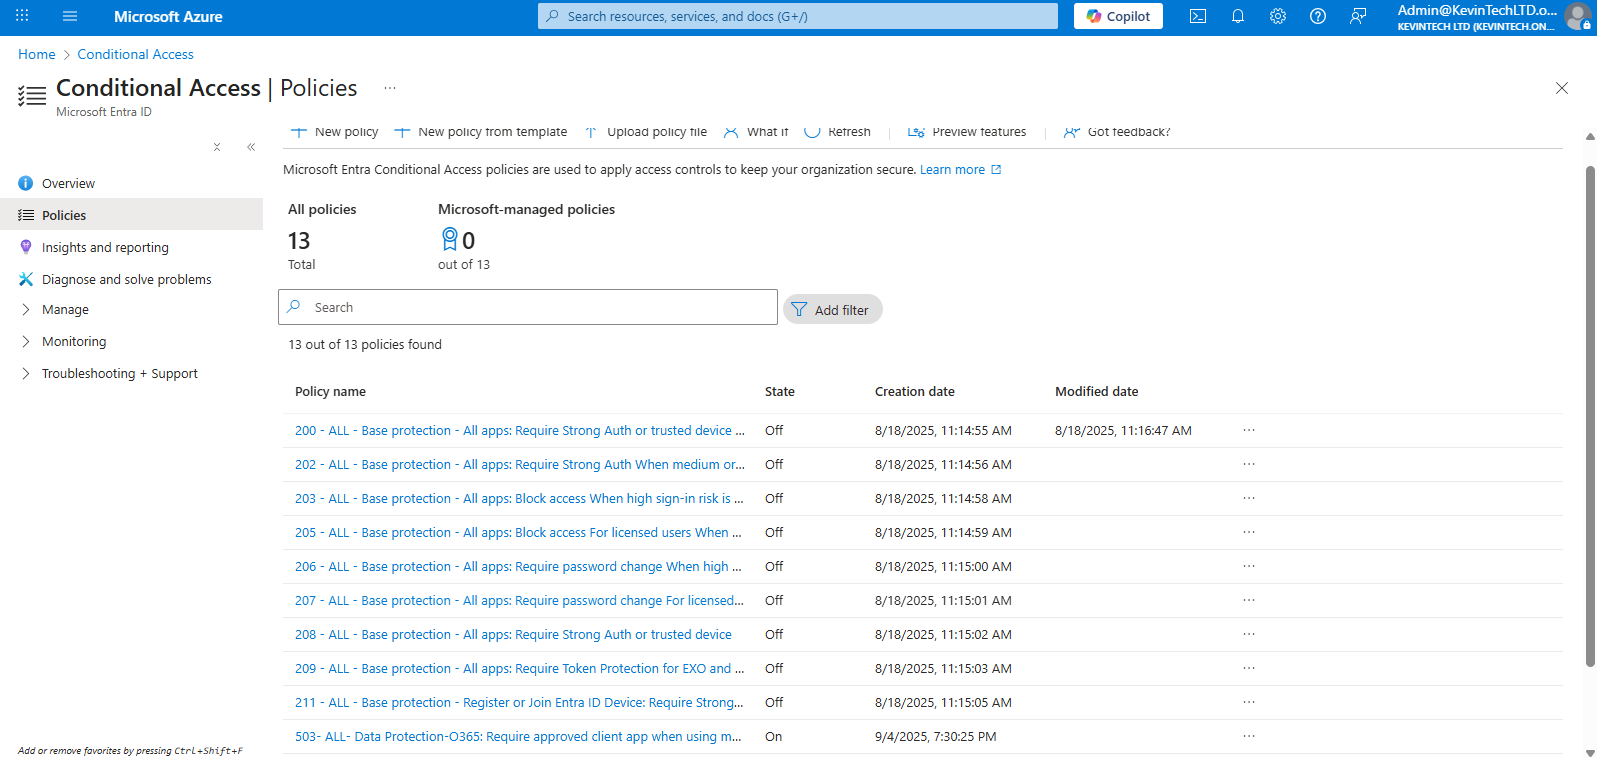 Microsoft Azure
Search resources, services, and docs (G+/)
Copilot
Admin@KevinTechLTD.o...
KEVINTECH LTD (KEVINTECH.ON...
Home > Conditional Access
Conditional Access | Policies ...
Microsoft Entra ID
New policy New policy from template Upload policy file What if Refresh Preview features Got feedback?
Microsoft Entra Conditional Access policies are used to apply access controls to keep your organization secure. Learn more
Overview
Policies
Insights and reporting
Diagnose and solve problems
Manage
Monitoring
Troubleshooting + Support
All policies Microsoft-managed policies
13 0
Total out of 13
Search
Add filter
13 out of 13 policies found
Policy name State Creation date Modified date
200 - ALL - Base protection - All apps: Require Strong Auth or trusted device ... Off 8/18/2025, 11:14:55 AM 8/18/2025, 11:16:47 AM ...
202 - ALL - Base protection - All apps: Require Strong Auth When medium or... Off 8/18/2025, 11:14:56 AM ...
203 - ALL - Base protection - All apps: Block access When high sign-in risk is ... Off 8/18/2025, 11:14:58 AM ...
205 - ALL - Base protection - All apps: Block access For licensed users When ... Off 8/18/2025, 11:14:59 AM ...
206 - ALL - Base protection - All apps: Require password change When high ... Off 8/18/2025, 11:15:00 AM ...
207 - ALL - Base protection - All apps: Require password change For licensed... Off 8/18/2025, 11:15:01 AM ...
208 - ALL - Base protection - All apps: Require Strong Auth or trusted device Off 8/18/2025, 11:15:02 AM ...
209 - ALL - Base protection - All apps: Require Token Protection for EXO and ... Off 8/18/2025, 11:15:03 AM ...
211 - ALL - Base protection - Register or Join Entra ID Device: Require Strong... Off 8/18/2025, 11:15:05 AM ...
503- ALL- Data Protection-O365: Require approved client app when using m... On 9/4/2025, 7:30:25 PM ...
Add or remove favorites by pressing Ctrl+Shift+F